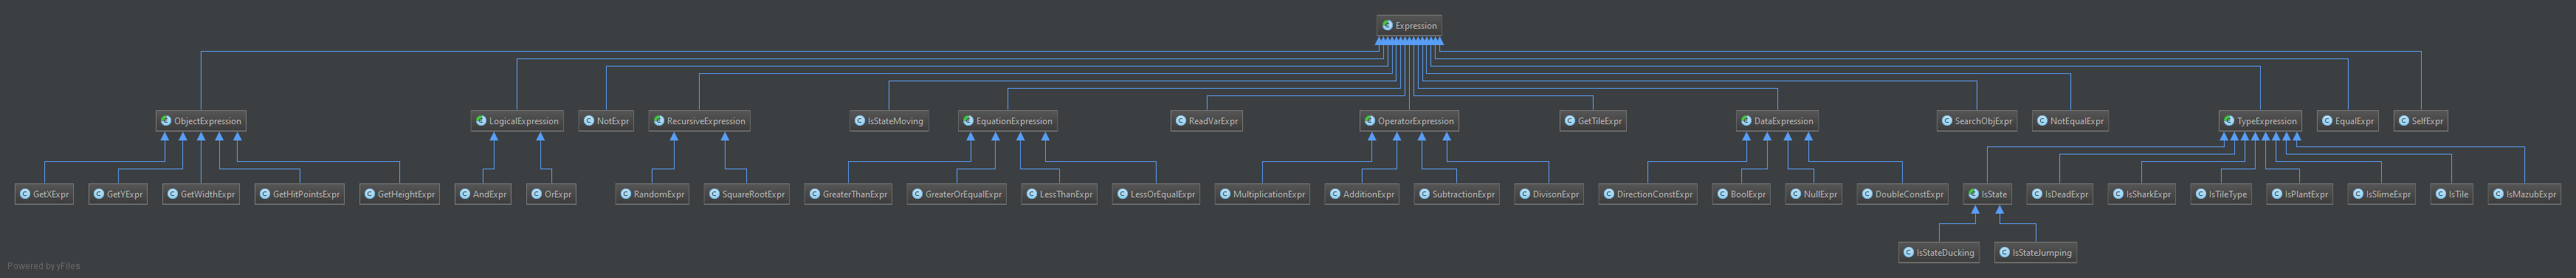 Expression
ObjectExpression
LogicalExpression
NotExpr
RecursiveExpression
IsStateMoving
EquationExpression
ReadVarExpr
OperatorExpression
GetTileExpr
DataExpression
SearchObjExpr
NotEqualExpr
TypeExpression
EqualExpr
SelfExpr
GetXExpr
GetYExpr
GetWidthExpr
GetHitPointsExpr
GetHeightExpr
AndExpr
OrExpr
RandomExpr
SquareRootExpr
GreaterThanExpr
GreaterOrEqualExpr
LessThanExpr
LessOrEqualExpr
MultiplicationExpr
AdditionExpr
SubtractionExpr
DivisonExpr
DirectionConstExpr
BoolExpr
NullExpr
DoubleConstExpr
IsState
IsDeadExpr
IsSharkExpr
IsTileType
IsPlantExpr
IsSlimeExpr
IsTile
IsMazubExpr
IsStateDucking
IsStateJumping
Powered by yFiles